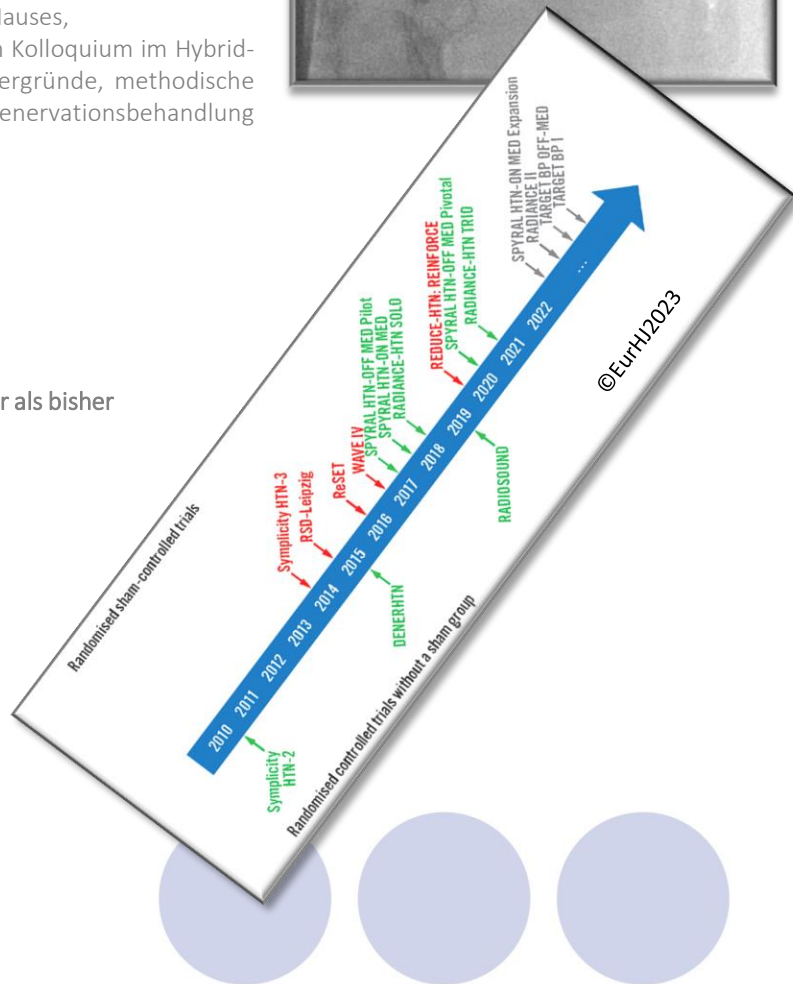 Hauses,
n Kolloquium im Hybrid-
ergründe, methodische
enervationsbehandlung
r als bisher
Randomised sham-controlled trials
Symplicity HTN-3
RSD-Leipzig
ReSET
WAVE IV
SPYRAL HTN-OFF MED Pilot
SPYRAL HTN-ON MED
RADIANCE-HTN SOLO
REDUCE-HTN: REINFORCE
SPYRAL HTN-OFF MED Pivotal
RADIANCE-HTN TRIO
SPYRAL HTN-ON MED Expansion
RADIANCE II
TARGET BP OFF-MED
TARGET BP I
2010 2011 2012 2013 2014 2015 2016 2017 2018 2019 2020 2021 2022 ...
Symplicity
HTN-2
DENERHTN
RADIOSOUND
Randomised controlled trials without a sham group
©EurHJ2023